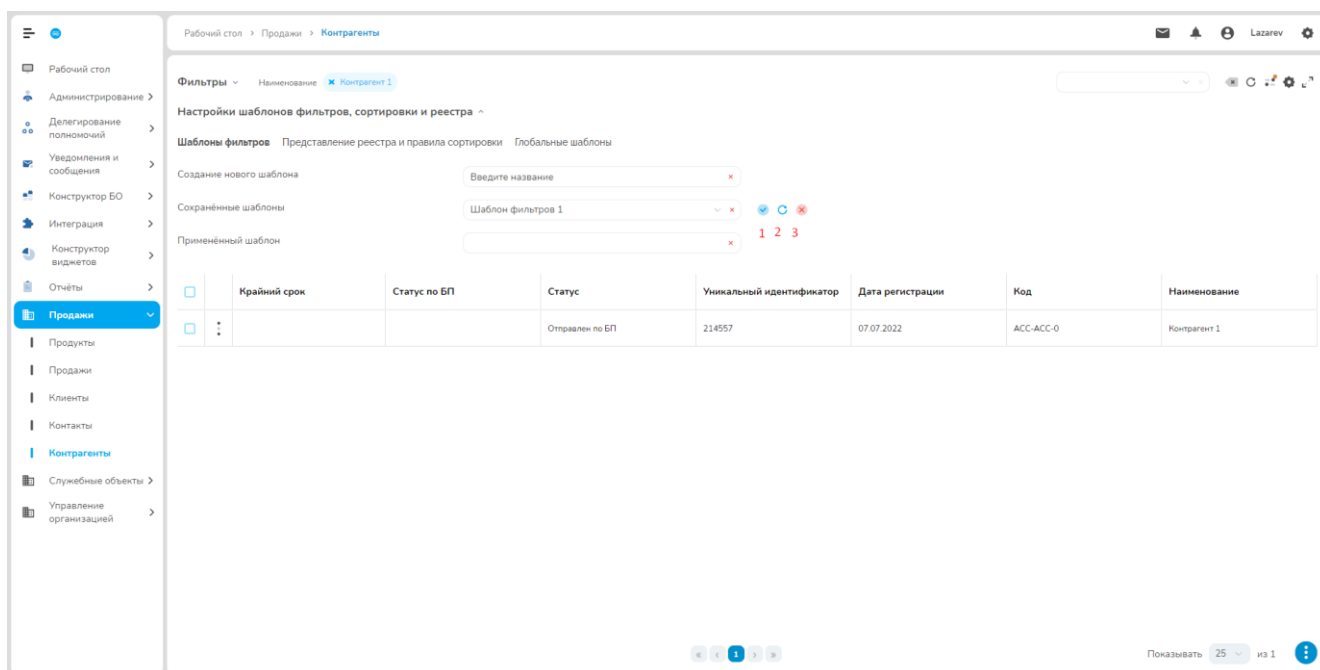 Рабочий стол > Продажи > Контрагенты
Lazarev
Рабочий стол
Администрирование
Делегирование
полномочий
Уведомления и
сообщения
Конструктор БО
Интеграция
Конструктор
виджетов
Отчёты
Продажи
Продукты
Продажи
Клиенты
Контакты
Контрагенты
Служебные объекты
Управление
организацией
Фильтры Наименование Контрагент 1
Настройки шаблонов фильтров, сортировки и реестра
Шаблоны фильтров Представление реестра и правила сортировки Глобальные шаблоны
Создание нового шаблона Введите название
Сохранённые шаблоны Шаблон фильтров 1
1 2 3
Применённый шаблон
Крайний срок Статус по БП Статус Уникальный идентификатор Дата регистрации Код Наименование
Отправлен по БП 214557 07.07.2022 ACC-ACC-0 Контрагент 1
« ‹ 1 › »
Показывать 25 из 1